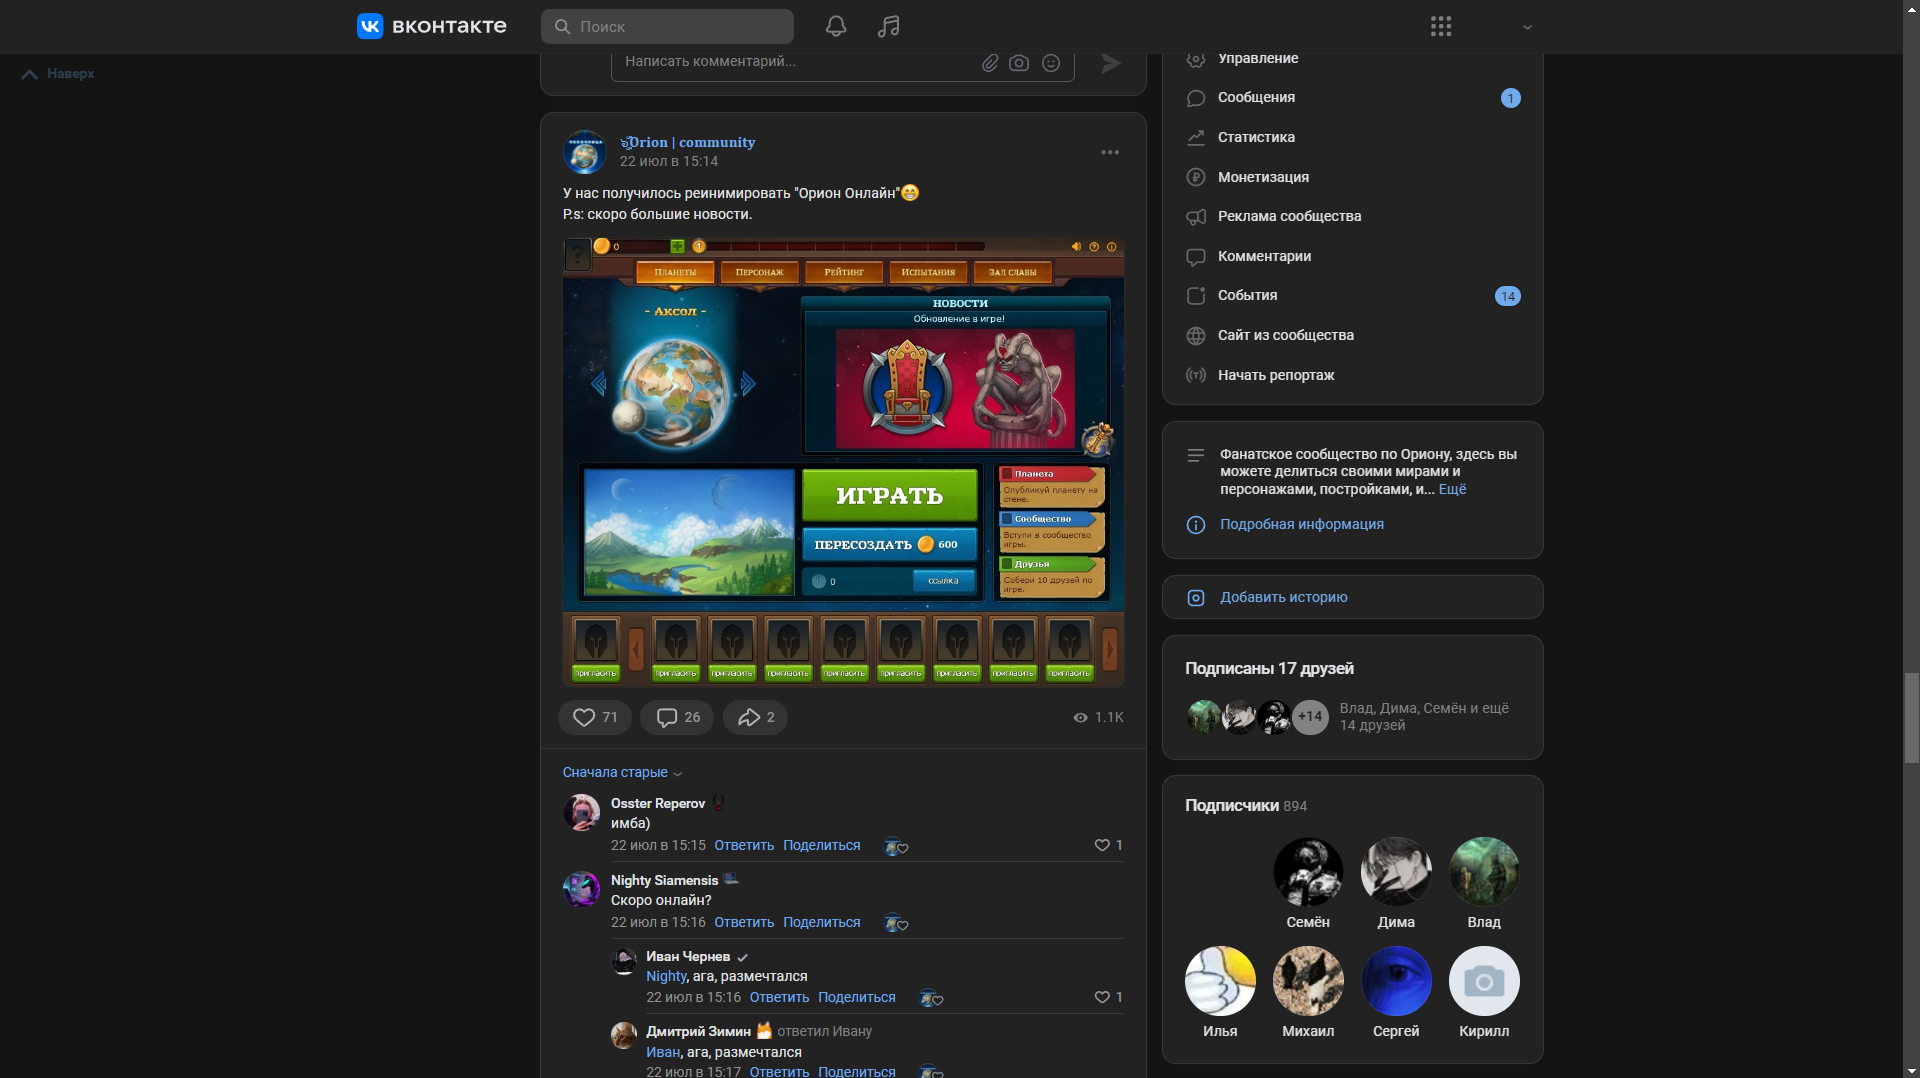 вконтакте
Поиск
Наверх
Написать комментарий...
Orion | community
22 июл в 15:14
У нас получилось реинимировать "Орион Онлайн"😁
P.s: скоро большие новости.
?
0
1
Планеты
Персонаж
Рейтинг
Испытания
Зал славы
- Аксол -
НОВОСТИ
Обновление в игре!
ИГРАТЬ
ПЕРЕСОЗДАТЬ 600
0
ссылка
Планета
Опубликуй планету на
стене.
Сообщество
Вступи в сообщество
игры.
Друзья
Собери 10 друзей по
игре.
пригласить
пригласить
пригласить
пригласить
пригласить
пригласить
пригласить
пригласить
пригласить
71
26
2
1.1K
Сначала старые
Osster Reperov
имба)
22 июл в 15:15 Ответить Поделиться
1
Nighty Siamensis
Скоро онлайн?
22 июл в 15:16 Ответить Поделиться
Иван Чернев
Nighty, ага, размечтался
22 июл в 15:16 Ответить Поделиться
1
Дмитрий Зимин ответил Ивану
Иван, ага, размечтался
22 июл в 15:17 Ответить Поделиться
Управление
Сообщения 1
Статистика
Монетизация
Реклама сообщества
Комментарии
События 14
Сайт из сообщества
Начать репортаж
Фанатское сообщество по Ориону, здесь вы
можете делиться своими мирами и
персонажами, постройками, и... Ещё
Подробная информация
Добавить историю
Подписаны 17 друзей
+14
Влад, Дима, Семён и ещё
14 друзей
Подписчики 894
Семён
Дима
Влад
Илья
Михаил
Сергей
Кирилл